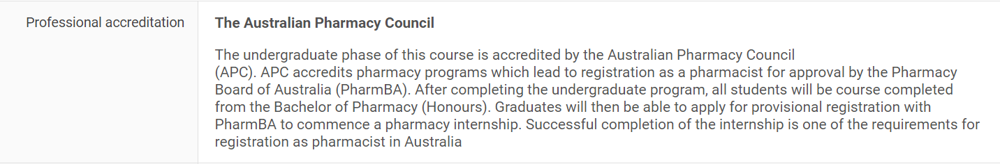 Professional accreditation
The Australian Pharmacy Council
The undergraduate phase of this course is accredited by the Australian Pharmacy Council
(APC). APC accredits pharmacy programs which lead to registration as a pharmacist for approval by the Pharmacy
Board of Australia (PharmBA). After completing the undergraduate program, all students will be course completed
from the Bachelor of Pharmacy (Honours). Graduates will then be able to apply for provisional registration with
PharmBA to commence a pharmacy internship. Successful completion of the internship is one of the requirements for
registration as pharmacist in Australia